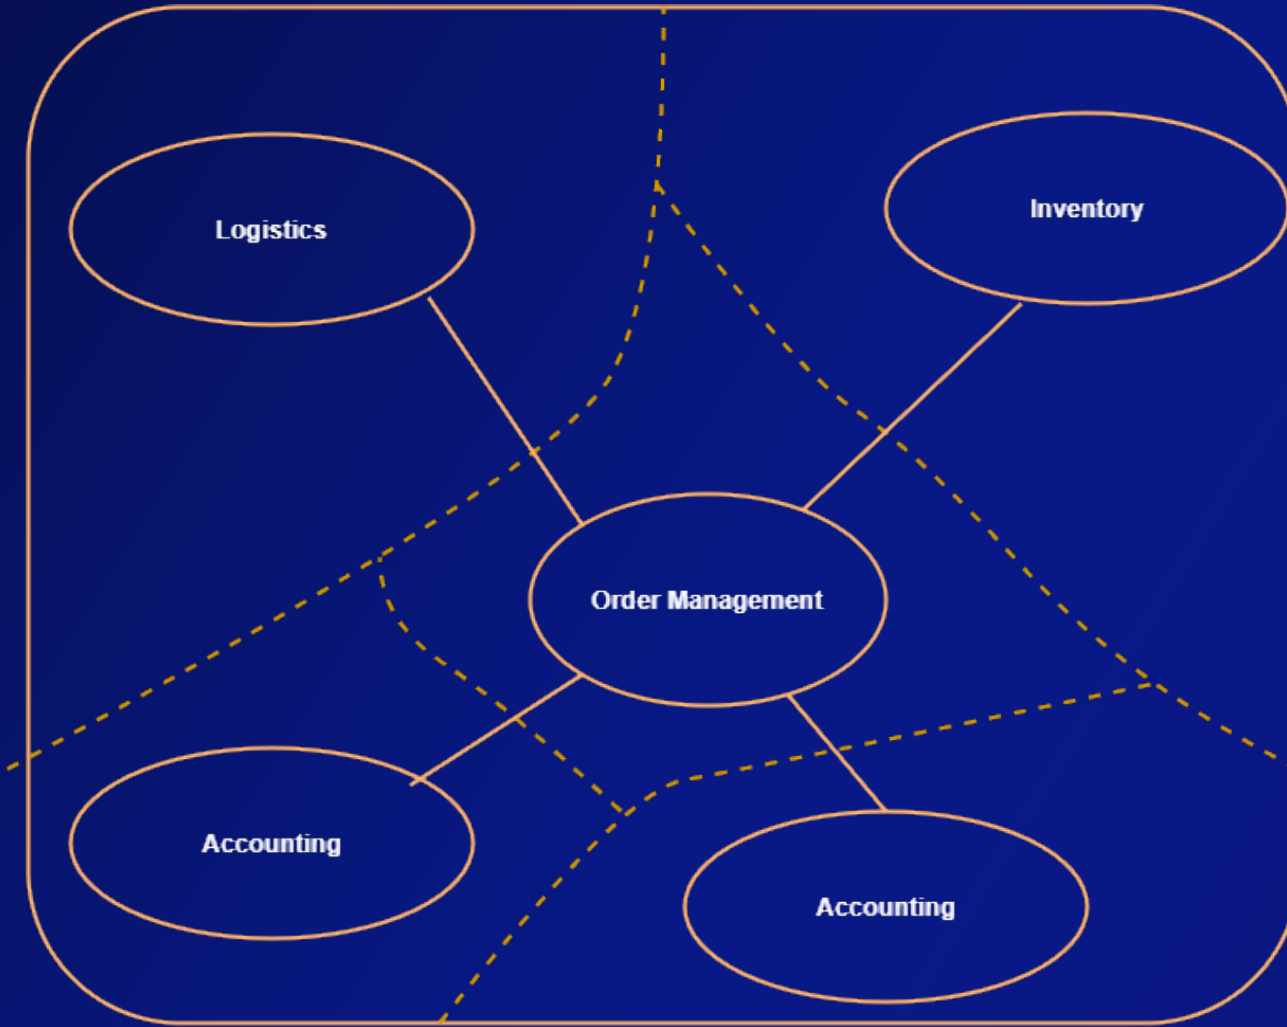 Logistics
Inventory
Order Management
Accounting
Accounting